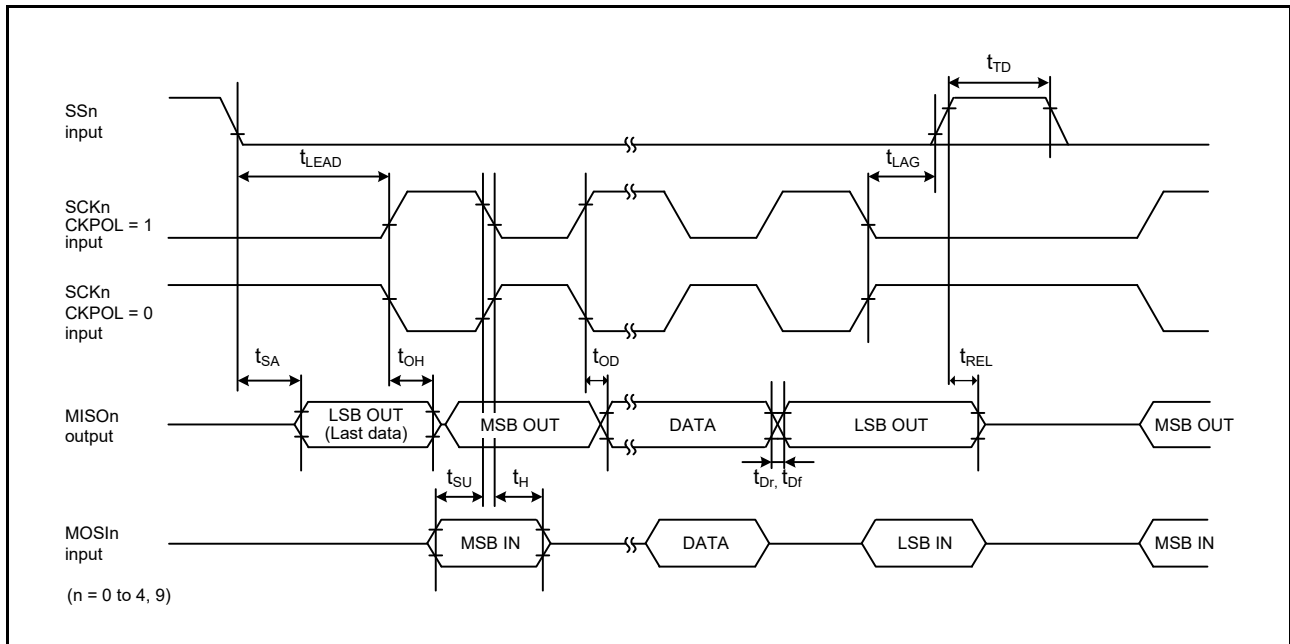 tTD
SSn
input
tLEAD
tLAG
SCKn
CKPOL = 1
input
SCKn
CKPOL = 0
input
tSA
tOH
tOD
tREL
MISOn
output
LSB OUT
(Last data)
MSB OUT
DATA
LSB OUT
MSB OUT
tSU
tH
tDr, tDf
MOSIn
input
MSB IN
DATA
LSB IN
MSB IN
(n = 0 to 4, 9)